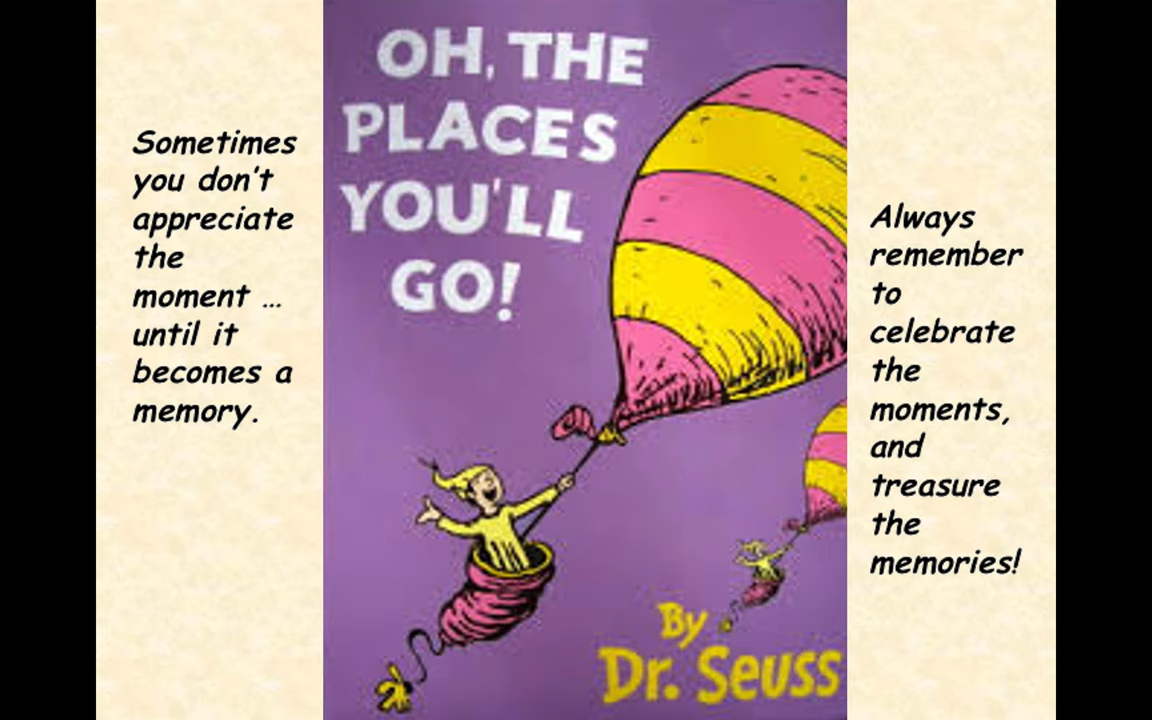 Sometimes
you don't
appreciate
the
moment …
until it
becomes a
memory.
OH, THE
PLACES
YOU'LL
GO!
By
Dr. Seuss
Always
remember
to
celebrate
the
moments,
and
treasure
the
memories!